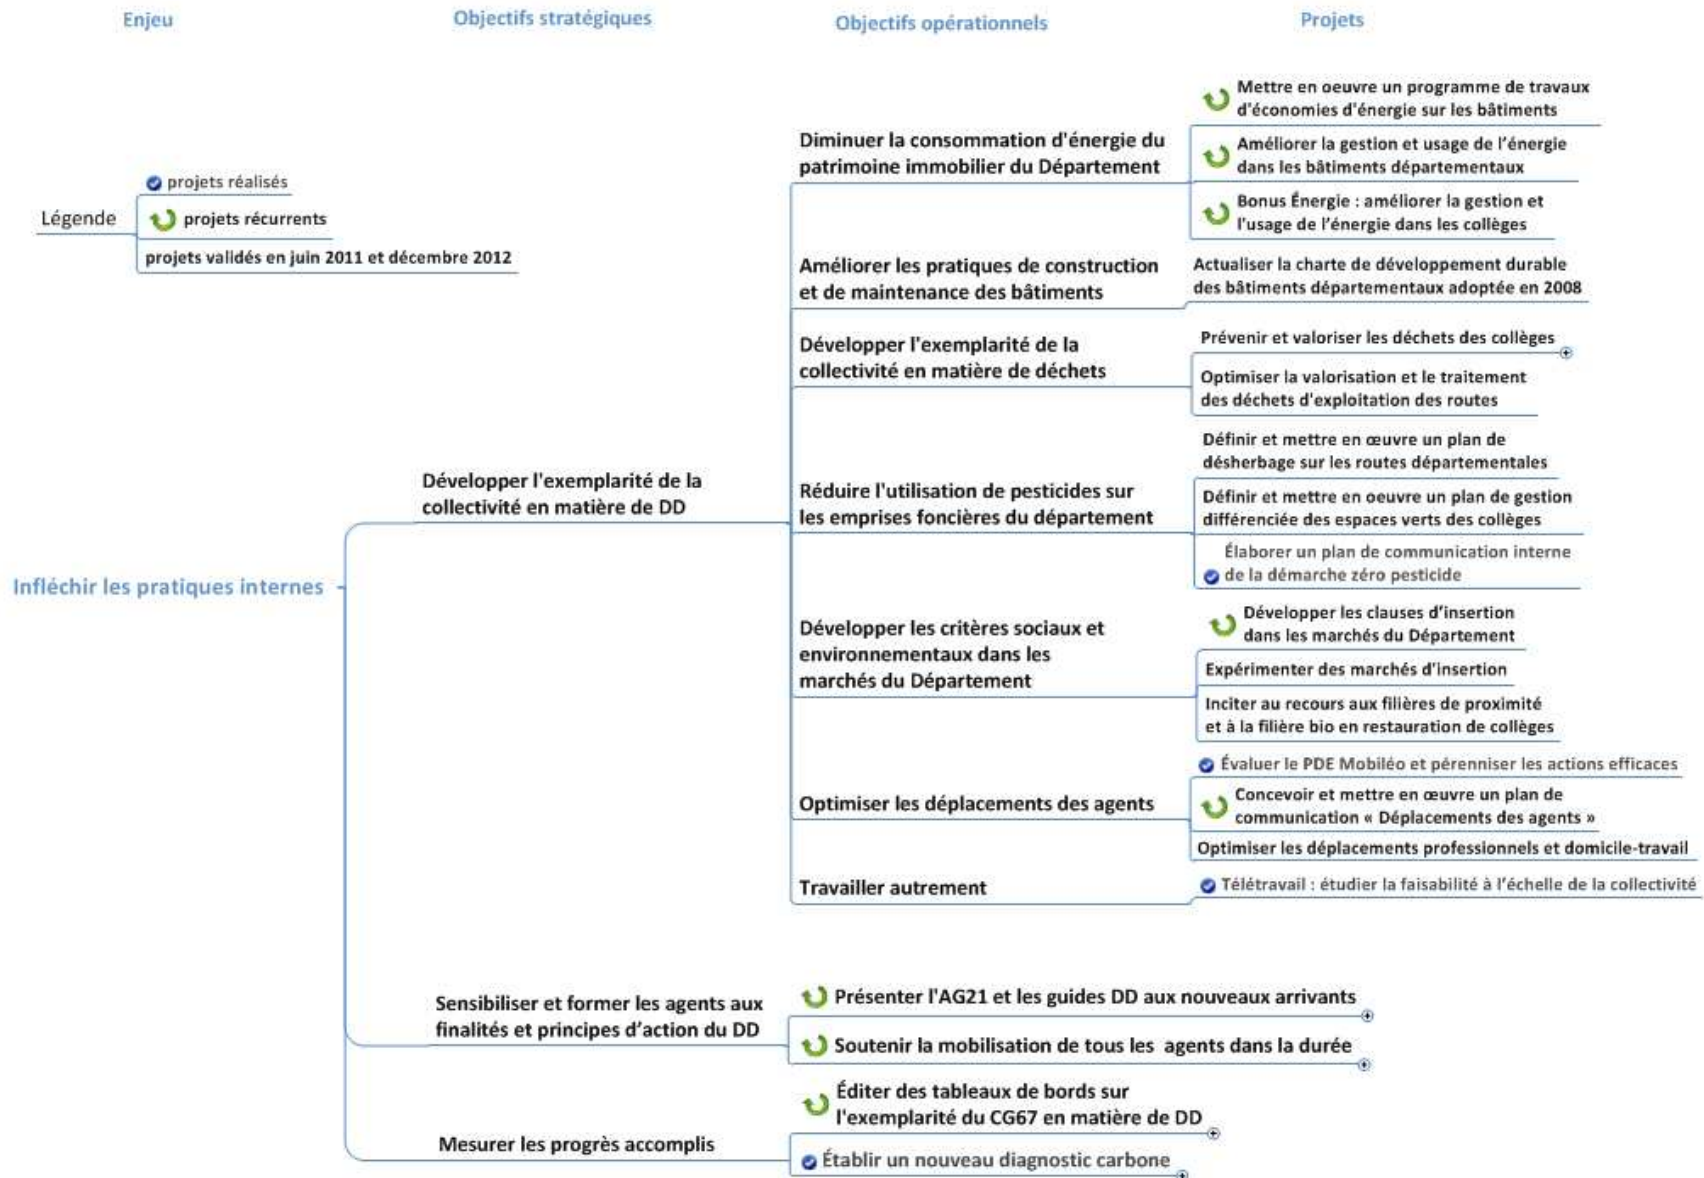 Enjeu
Objectifs stratégiques
Objectifs opérationnels
Projets
Légende
projets réalisés
projets récurrents
projets validés en juin 2011 et décembre 2012
Infléchir les pratiques internes
Développer l'exemplarité de la
collectivité en matière de DD
Diminuer la consommation d'énergie du
patrimoine immobilier du Département
Mettre en oeuvre un programme de travaux
d'économies d'énergie sur les bâtiments
Améliorer la gestion et usage de l'énergie
dans les bâtiments départementaux
Bonus Énergie : améliorer la gestion et
l'usage de l'énergie dans les collèges
Améliorer les pratiques de construction
et de maintenance des bâtiments
Actualiser la charte de développement durable
des bâtiments départementaux adoptée en 2008
Développer l'exemplarité de la
collectivité en matière de déchets
Prévenir et valoriser les déchets des collèges
Optimiser la valorisation et le traitement
des déchets d'exploitation des routes
Réduire l'utilisation de pesticides sur
les emprises foncières du département
Définir et mettre en œuvre un plan de
désherbage sur les routes départementales
Définir et mettre en oeuvre un plan de gestion
différenciée des espaces verts des collèges
Élaborer un plan de communication interne
de la démarche zéro pesticide
Développer les critères sociaux et
environnementaux dans les
marchés du Département
Développer les clauses d'insertion
dans les marchés du Département
Expérimenter des marchés d'insertion
Inciter au recours aux filières de proximité
et à la filière bio en restauration de collèges
Optimiser les déplacements des agents
Évaluer le PDE Mobiléo et pérenniser les actions efficaces
Concevoir et mettre en œuvre un plan de
communication « Déplacements des agents »
Optimiser les déplacements professionnels et domicile-travail
Travailler autrement
Télétravail : étudier la faisabilité à l'échelle de la collectivité
Sensibiliser et former les agents aux
finalités et principes d'action du DD
Présenter l'AG21 et les guides DD aux nouveaux arrivants
Soutenir la mobilisation de tous les agents dans la durée
Mesurer les progrès accomplis
Éditer des tableaux de bords sur
l'exemplarité du CG67 en matière de DD
Établir un nouveau diagnostic carbone